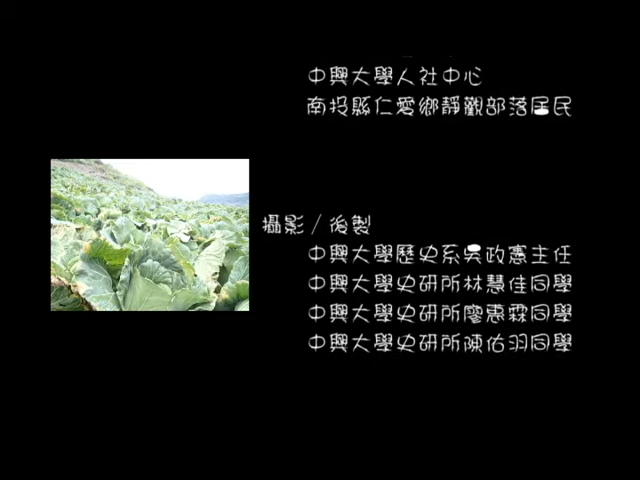 中興大學人社中心
南投縣仁愛鄉靜觀部落居民
攝影/後製
中興大學歷史系吳政憲主任
中興大學史研所林慧佳同學
中興大學史研所廖惠霖同學
中興大學史研所陳佑羽同學